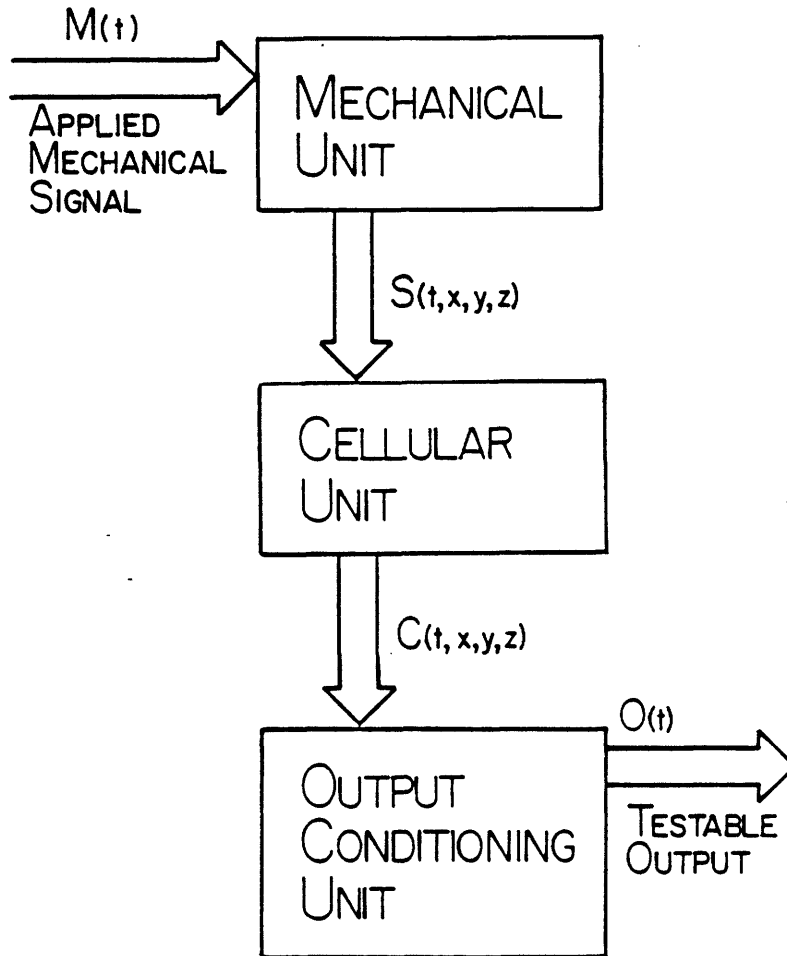 M(t)
APPLIED
MECHANICAL
SIGNAL
MECHANICAL
UNIT
S(t,x,y,z)
CELLULAR
UNIT
C(t,x,y,z)
OUTPUT
CONDITIONING
UNIT
O(t)
TESTABLE
OUTPUT